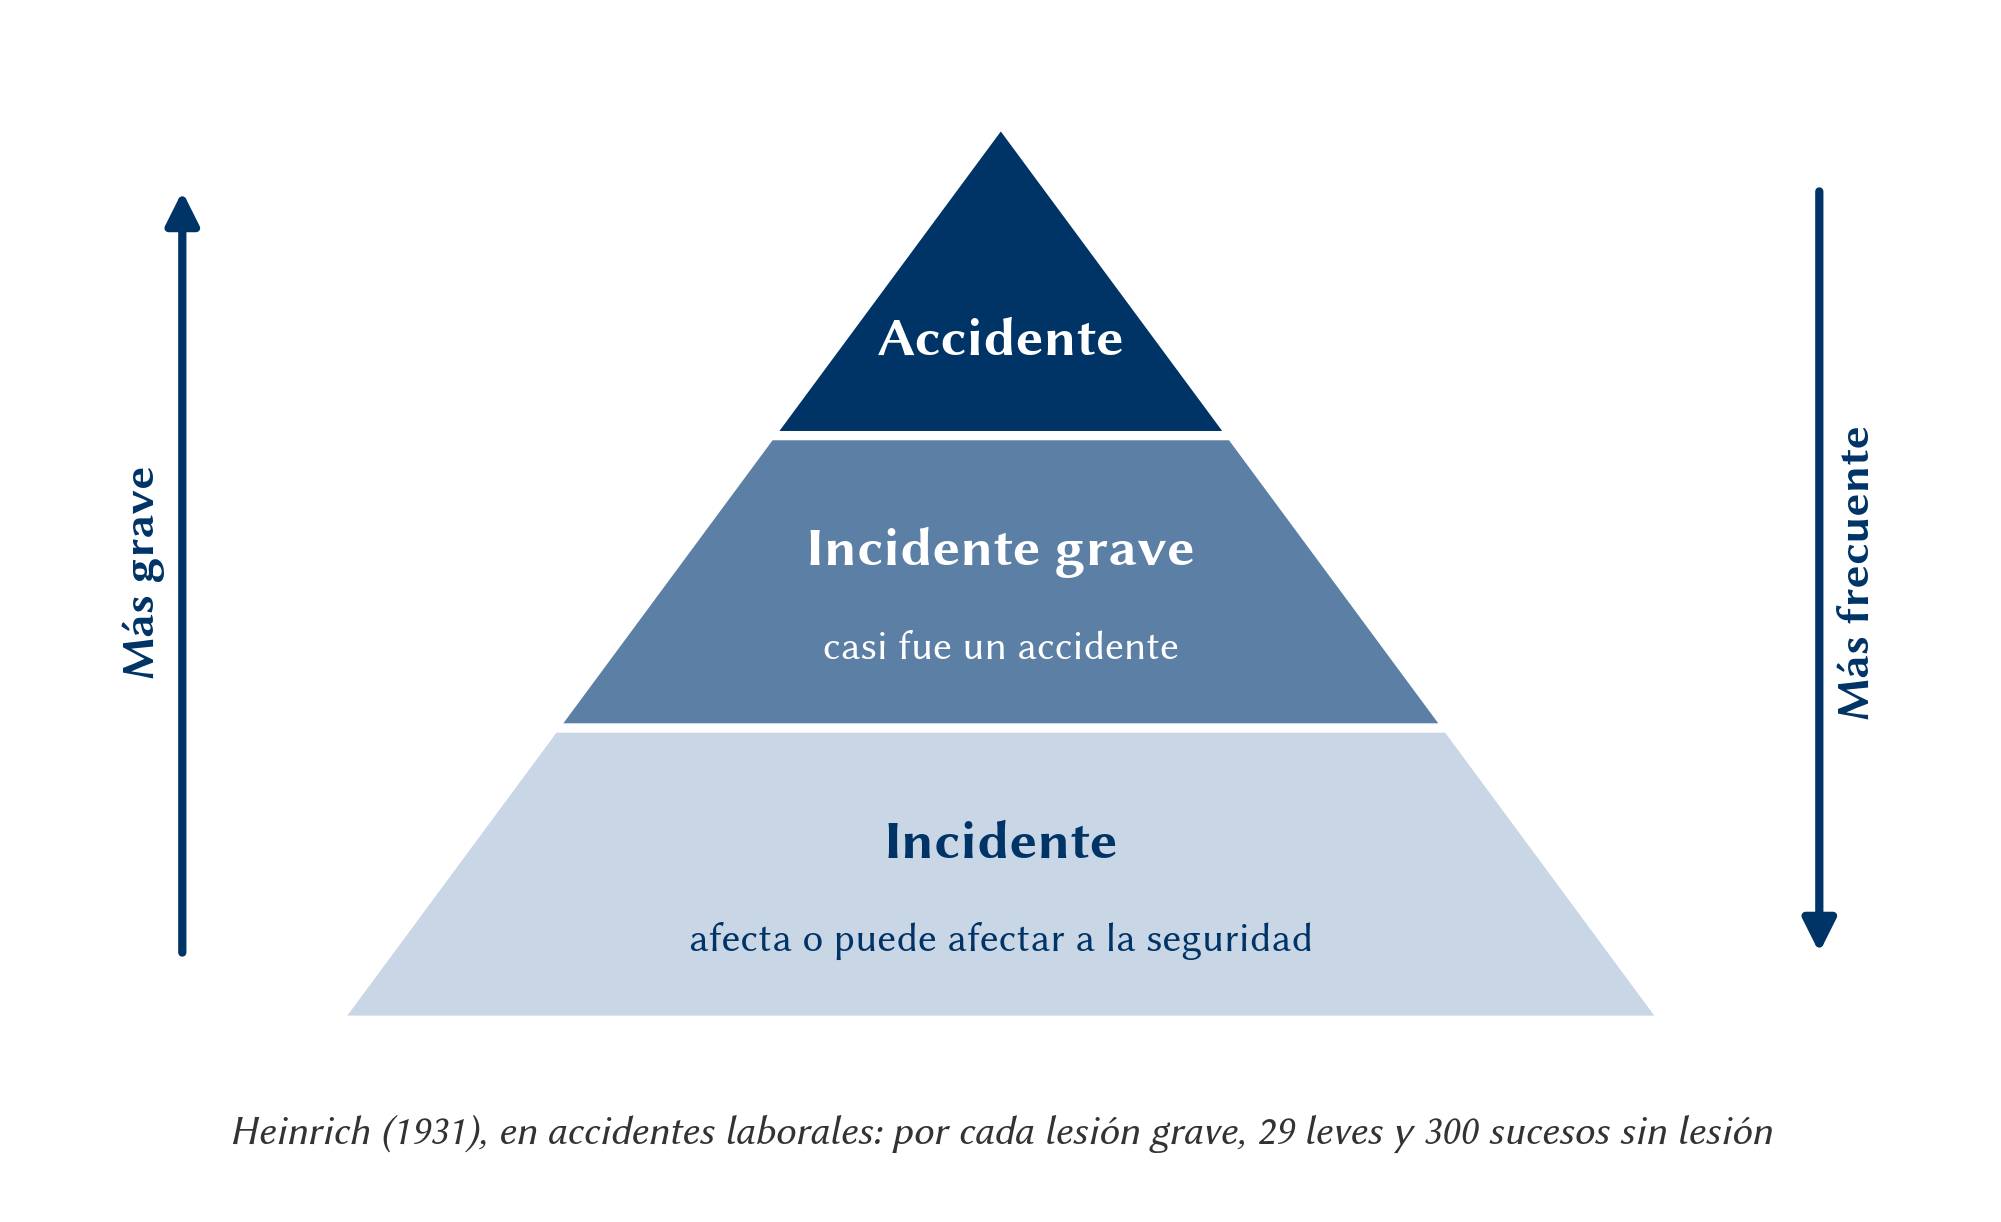 Accidente
Incidente grave
casi fue un accidente
Incidente
afecta o puede afectar a la seguridad
Más grave
Más frecuente
Heinrich (1931), en accidentes laborales: por cada lesión grave, 29 leves y 300 sucesos sin lesión